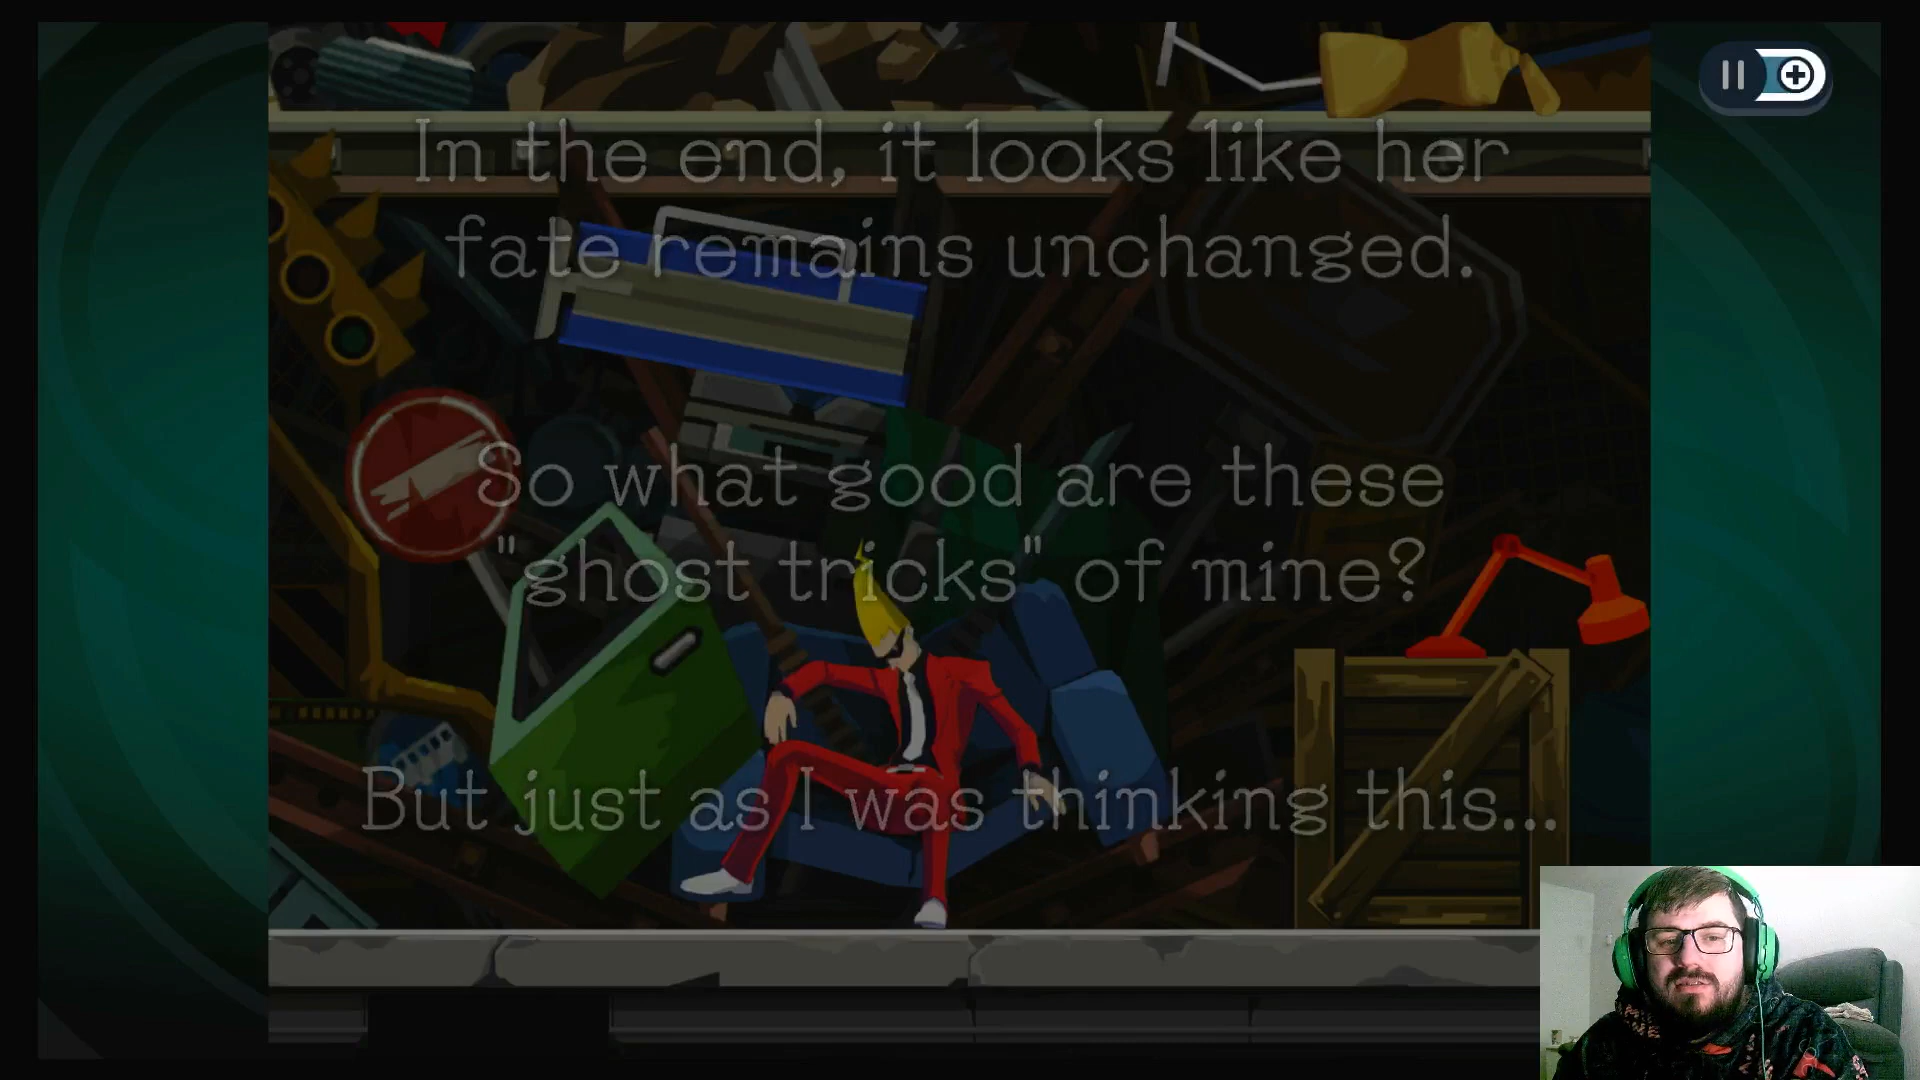 In the end, it looks like her
fate remains unchanged.
So what good are these
"ghost tricks" of mine?
But just as I was thinking this...